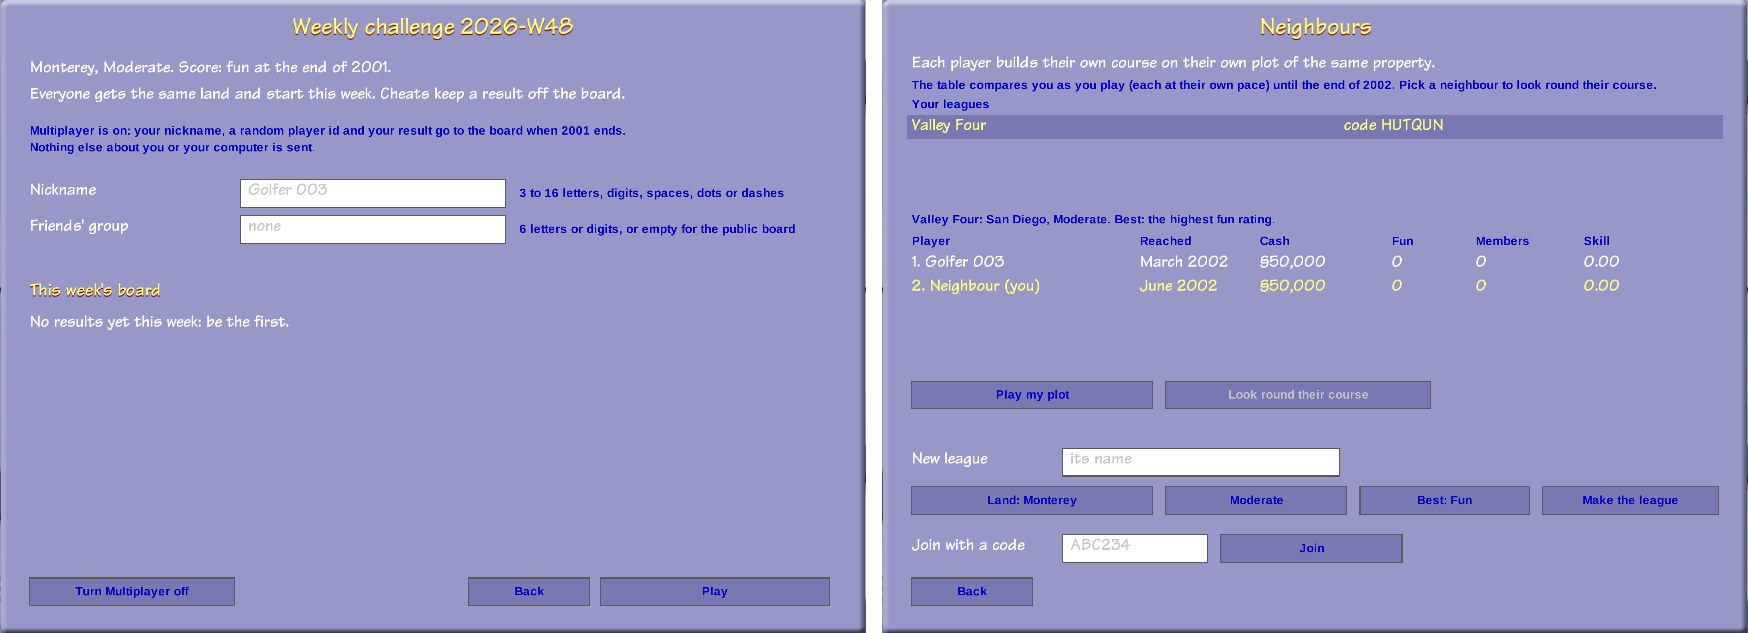 Weekly challenge 2026-W48
Monterey, Moderate. Score: fun at the end of 2001.
Everyone gets the same land and start this week. Cheats keep a result off the board.
Multiplayer is on: your nickname, a random player id and your result go to the board when 2001 ends.
Nothing else about you or your computer is sent.
Nickname Golfer 003 3 to 16 letters, digits, spaces, dots or dashes
Friends' group none 6 letters or digits, or empty for the public board
This week's board
No results yet this week: be the first.
Turn Multiplayer off Back Play
Neighbours
Each player builds their own course on their own plot of the same property.
The table compares you as you play (each at their own pace) until the end of 2002. Pick a neighbour to look round their course.
Your leagues
Valley Four code HUTQUN
Valley Four: San Diego, Moderate. Best: the highest fun rating.
Player Reached Cash Fun Members Skill
1. Golfer 003 March 2002 §50,000 0 0 0.00
2. Neighbour (you) June 2002 §50,000 0 0 0.00
Play my plot Look round their course
New league its name
Land: Monterey Moderate Best: Fun Make the league
Join with a code ABC234 Join
Back